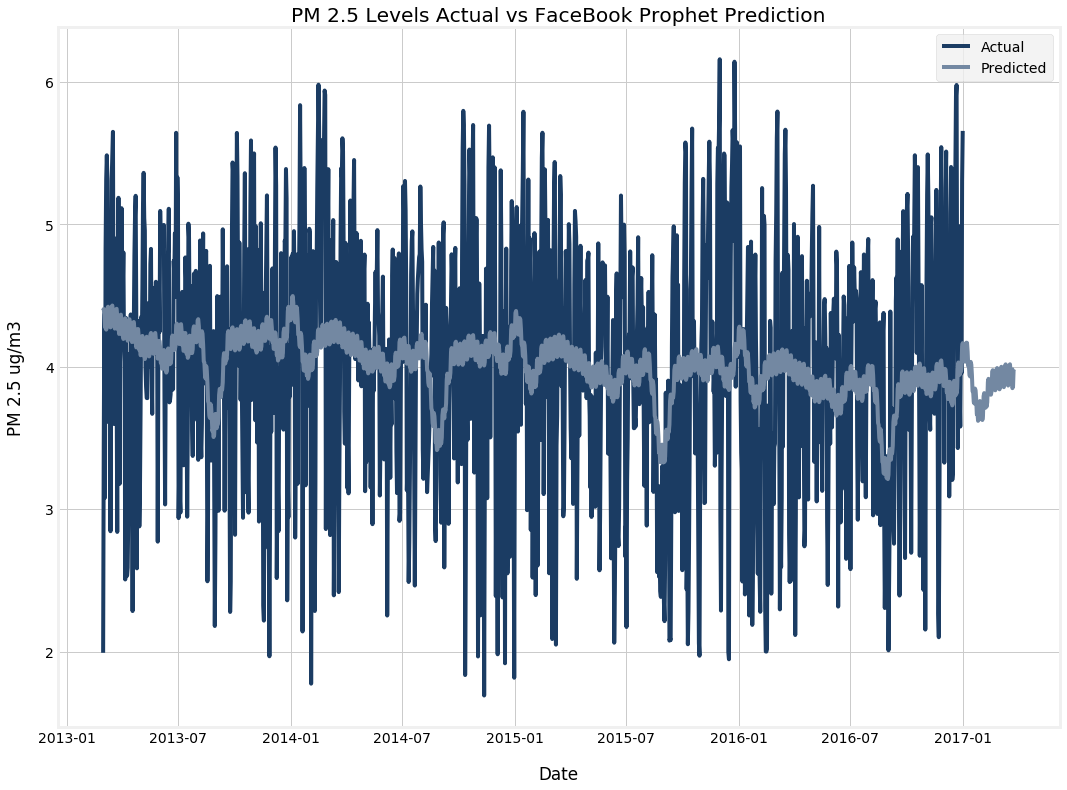 PM 2.5 Levels Actual vs FaceBook Prophet Prediction
Actual
Predicted
PM 2.5 ug/m3
6
5
4
3
2
2013-01
2013-07
2014-01
2014-07
2015-01
2015-07
2016-01
2016-07
2017-01
Date